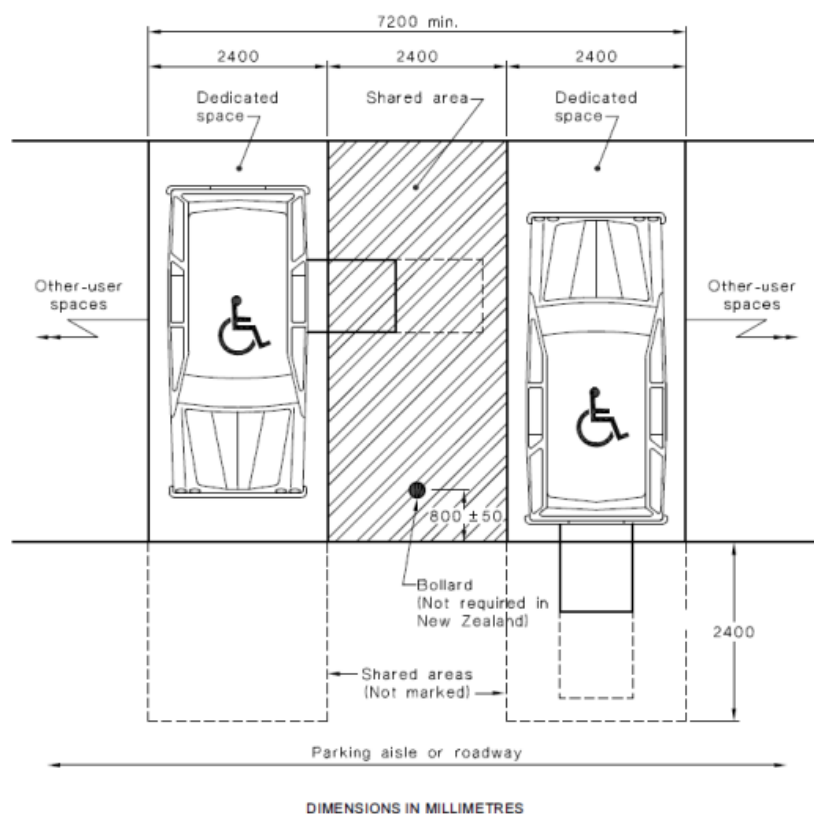 7200 min.
2400
2400
2400
Dedicated
space
Shared area
Dedicated
space
Other-user
spaces
Other-user
spaces
800 ±50
Bollard
(Not required in
New Zealand)
2400
Shared areas
(Not marked)
Parking aisle or roadway
DIMENSIONS IN MILLIMETRES